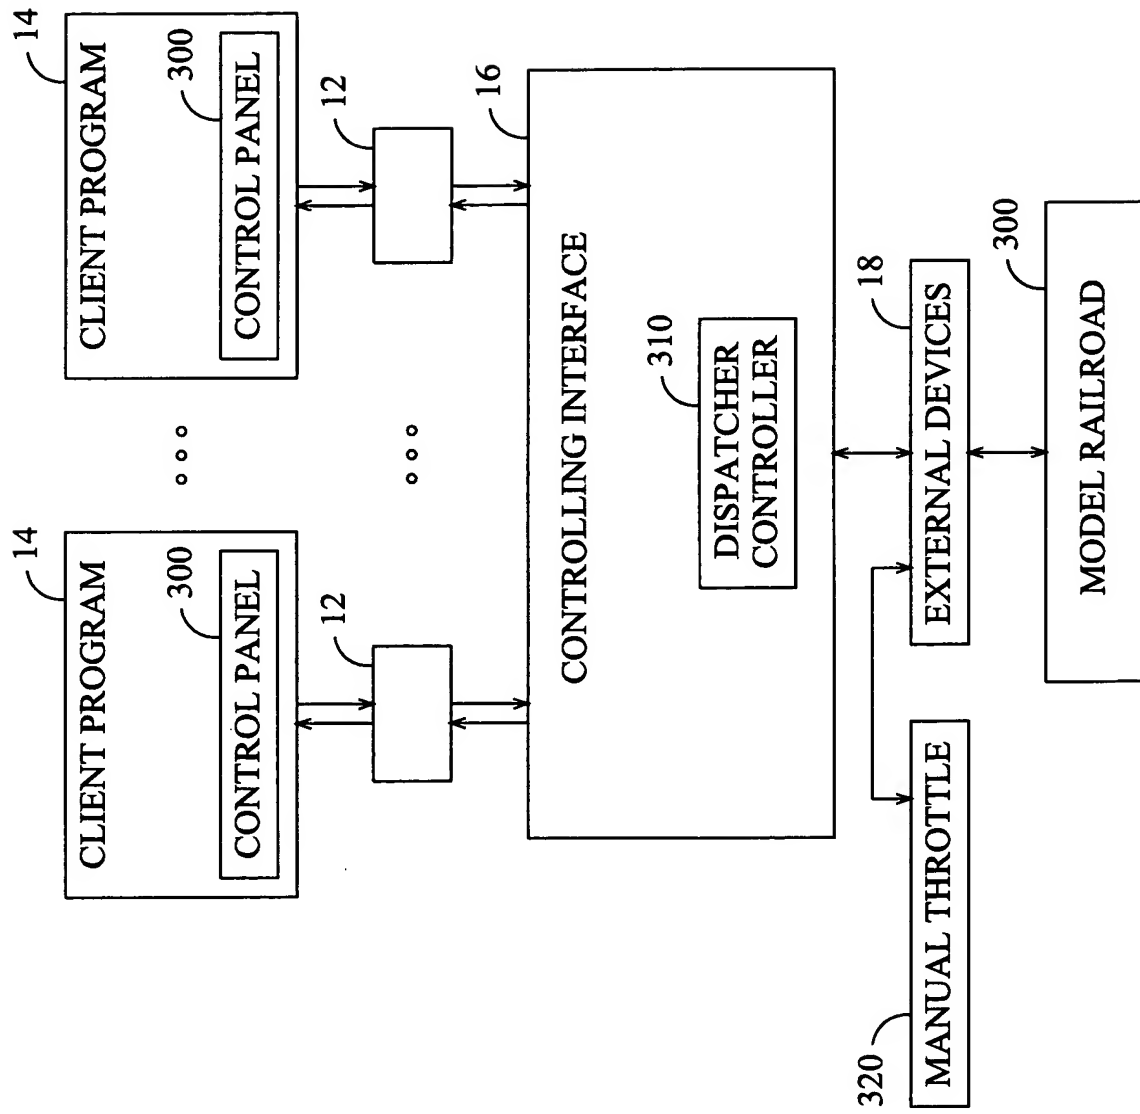 14
CLIENT PROGRAM
300
CONTROL PANEL
14
CLIENT PROGRAM
300
CONTROL PANEL
12
12
16
CONTROLLING INTERFACE
310
DISPATCHER
CONTROLLER
18
EXTERNAL DEVICES
320
MANUAL THROTTLE
300
MODEL RAILROAD